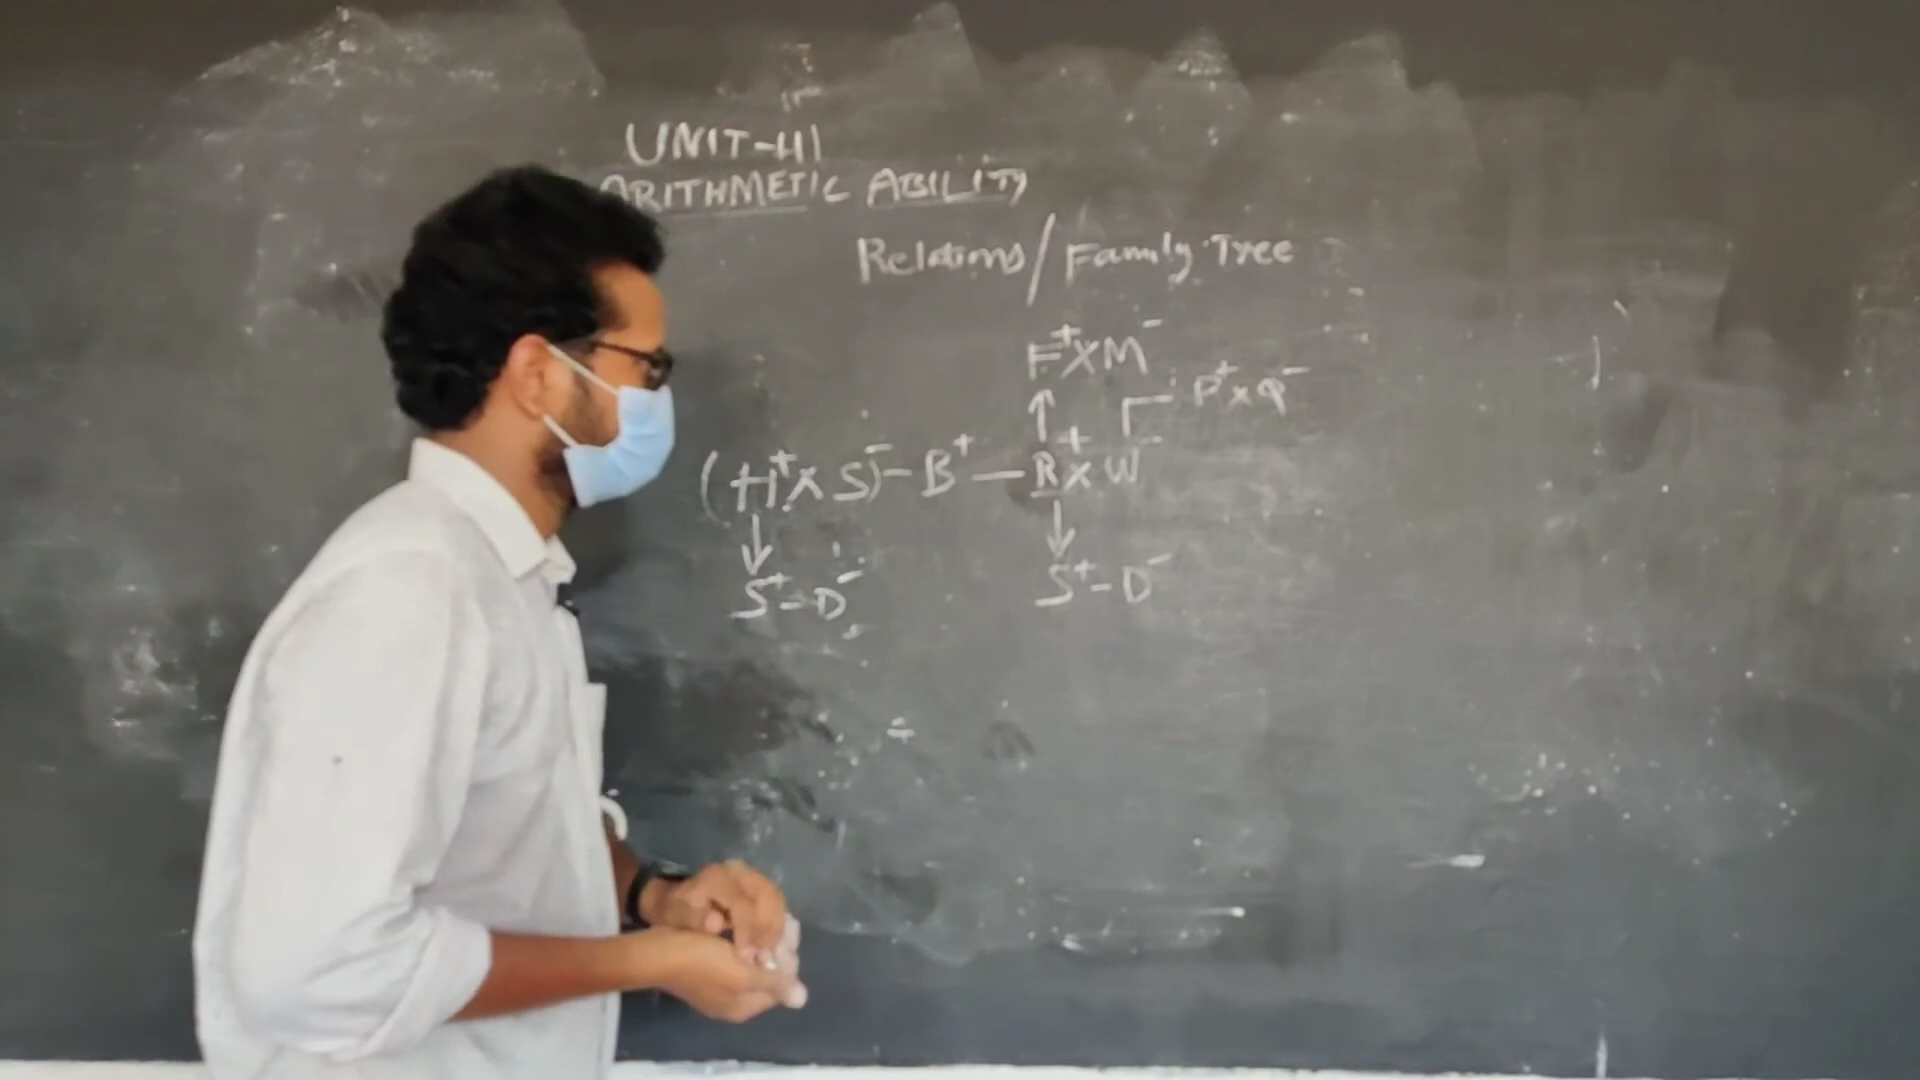 UNIT-III
ARITHMETIC ABILITY
Relations / Family Tree
F⁺ x M⁻
P⁺ x Q⁻
(H⁺ x S)⁻ - B⁺ — R⁺ x W⁻
S⁺ - D⁻ S⁺ - D⁻